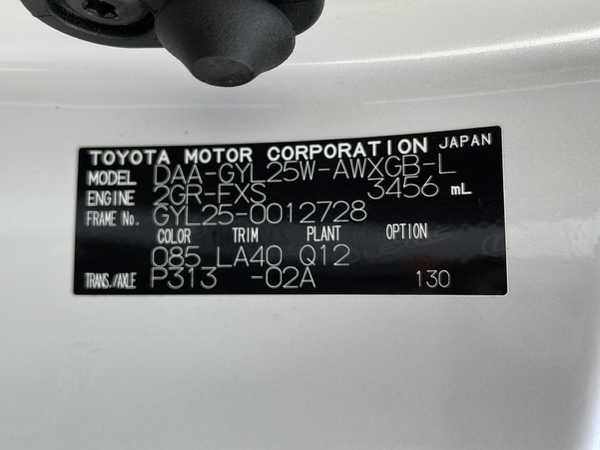 TOYOTA MOTOR CORPORATION JAPAN
MODEL DAA-GYL25W-AWXGB-L
ENGINE 2GR-FXS 3456 mL
FRAME No. GYL25-0012728
COLOR TRIM PLANT OPTION
085 LA40 Q12
TRANS./AXLE P313 -02A 130